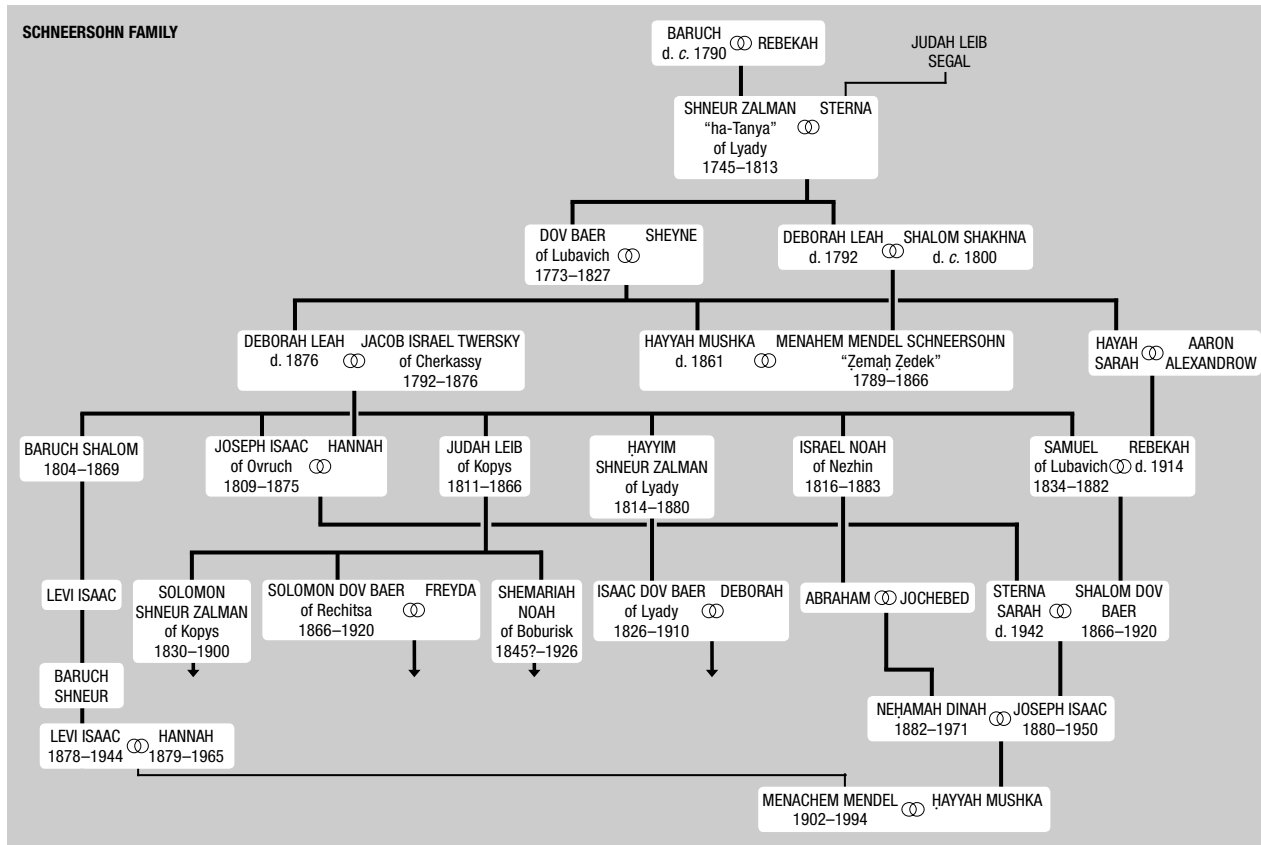 SCHNEERSOHN FAMILY
BARUCH
d. c. 1790
REBEKAH
JUDAH LEIB
SEGAL
SHNEUR ZALMAN
“ha-Tanya”
of Lyady
1745–1813
STERNA
DOV BAER
of Lubavich
1773–1827
SHEYNE
DEBORAH LEAH
d. 1792
SHALOM SHAKHNA
d. c. 1800
DEBORAH LEAH
d. 1876
JACOB ISRAEL TWERSKY
of Cherkassy
1792–1876
HAYYAH MUSHKA
d. 1861
MENAHEM MENDEL SCHNEERSOHN
“Ẓemaḥ Ẓedek”
1789–1866
HAYAH
SARAH
AARON
ALEXANDROW
BARUCH SHALOM
1804–1869
JOSEPH ISAAC
of Ovruch
1809–1875
HANNAH
JUDAH LEIB
of Kopys
1811–1866
ḤAYYIM
SHNEUR ZALMAN
of Lyady
1814–1880
ISRAEL NOAH
of Nezhin
1816–1883
SAMUEL
of Lubavich
1834–1882
REBEKAH
d. 1914
LEVI ISAAC
SOLOMON
SHNEUR ZALMAN
of Kopys
1830–1900
SOLOMON DOV BAER
of Rechitsa
1866–1920
FREYDA
SHEMARIAH
NOAH
of Boburisk
1845?–1926
ISAAC DOV BAER
of Lyady
1826–1910
DEBORAH
ABRAHAM
JOCHEBED
STERNA
SARAH
d. 1942
SHALOM DOV
BAER
1866–1920
BARUCH
SHNEUR
NEḤAMAH DINAH
1882–1971
JOSEPH ISAAC
1880–1950
LEVI ISAAC
1878–1944
HANNAH
1879–1965
MENACHEM MENDEL
1902–1994
ḤAYYAH MUSHKA